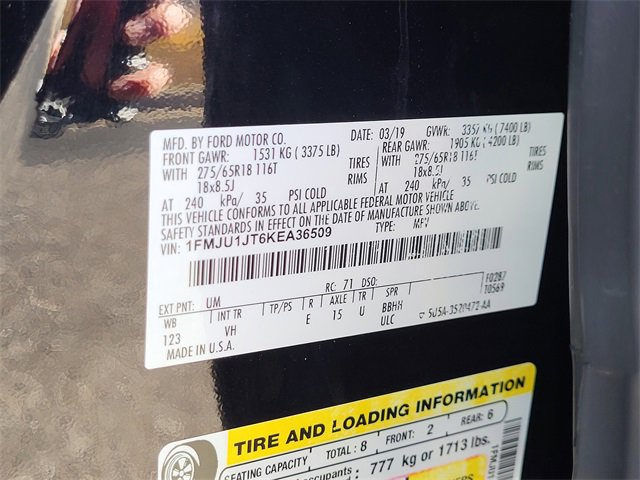 MFD. BY FORD MOTOR CO. DATE: 03/19 GVWR: 3357 KG ( 7400 LB)
FRONT GAWR: 1531 KG ( 3375 LB) REAR GAWR: 1905 KG ( 4200 LB)
WITH 275/65R18 116T TIRES WITH 275/65R18 116T TIRES
18x8.5J RIMS 18x8.5J RIMS
AT 240 kPa/ 35 PSI COLD AT 240 kPa/ 35 PSI COLD
THIS VEHICLE CONFORMS TO ALL APPLICABLE FEDERAL MOTOR VEHICLE
SAFETY STANDARDS IN EFFECT ON THE DATE OF MANUFACTURE SHOWN ABOVE.
VIN: 1FMJU1JT6KEA36509 TYPE: MPV
F0287
T0569
EXT PNT: UM RC: 71 DSO:
WB INT TR TP/PS R AXLE TR SPR
123 VH E 15 U BBHH
ULC
MADE IN U.S.A.
TIRE AND LOADING INFORMATION
SEATING CAPACITY TOTAL: 8 FRONT: 2 REAR: 6
777 kg or 1713 lbs.